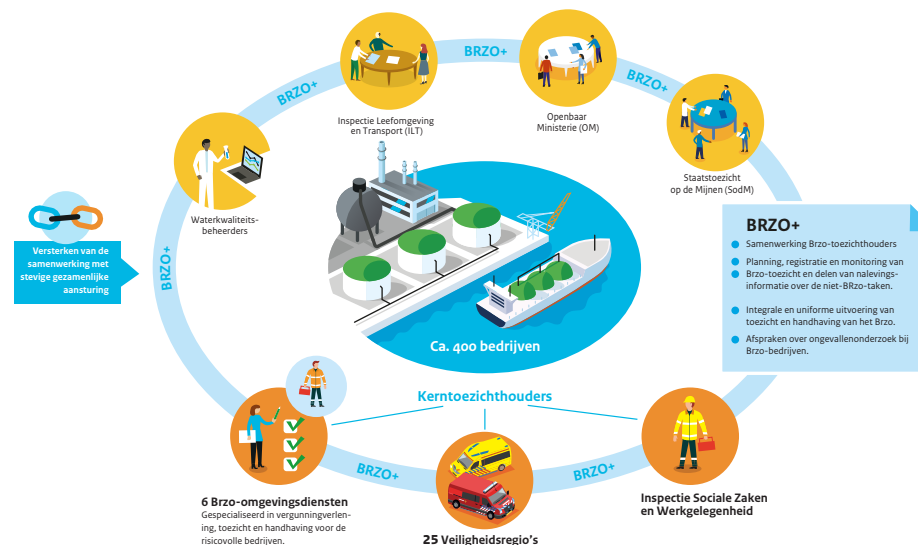 BRZO+
BRZO+
BRZO+
BRZO+
Inspectie Leefomgeving
en Transport (ILT)
Openbaar
Ministerie (OM)
Staatstoezicht
op de Mijnen (SodM)
Waterkwaliteits-
beheerders
Versterken van de
samenwerking met
stevige gezamenlijke
aansturing
BRZO+
Samenwerking Brzo-toezichthouders
Planning, registratie en monitoring van
Brzo-toezicht en delen van nalevings-
informatie over de niet-BRzo-taken.
Integrale en uniforme uitvoering van
toezicht en handhaving van het Brzo.
Afspraken over ongevallenonderzoek bij
Brzo-bedrijven.
Ca. 400 bedrijven
Kerntoezichthouders
BRZO+
BRZO+
6 Brzo-omgevingsdiensten
Gespecialiseerd in vergunningverlen-
ing, toezicht en handhaving voor de
risicovolle bedrijven.
25 Veiligheidsregio's
Inspectie Sociale Zaken
en Werkgelegenheid